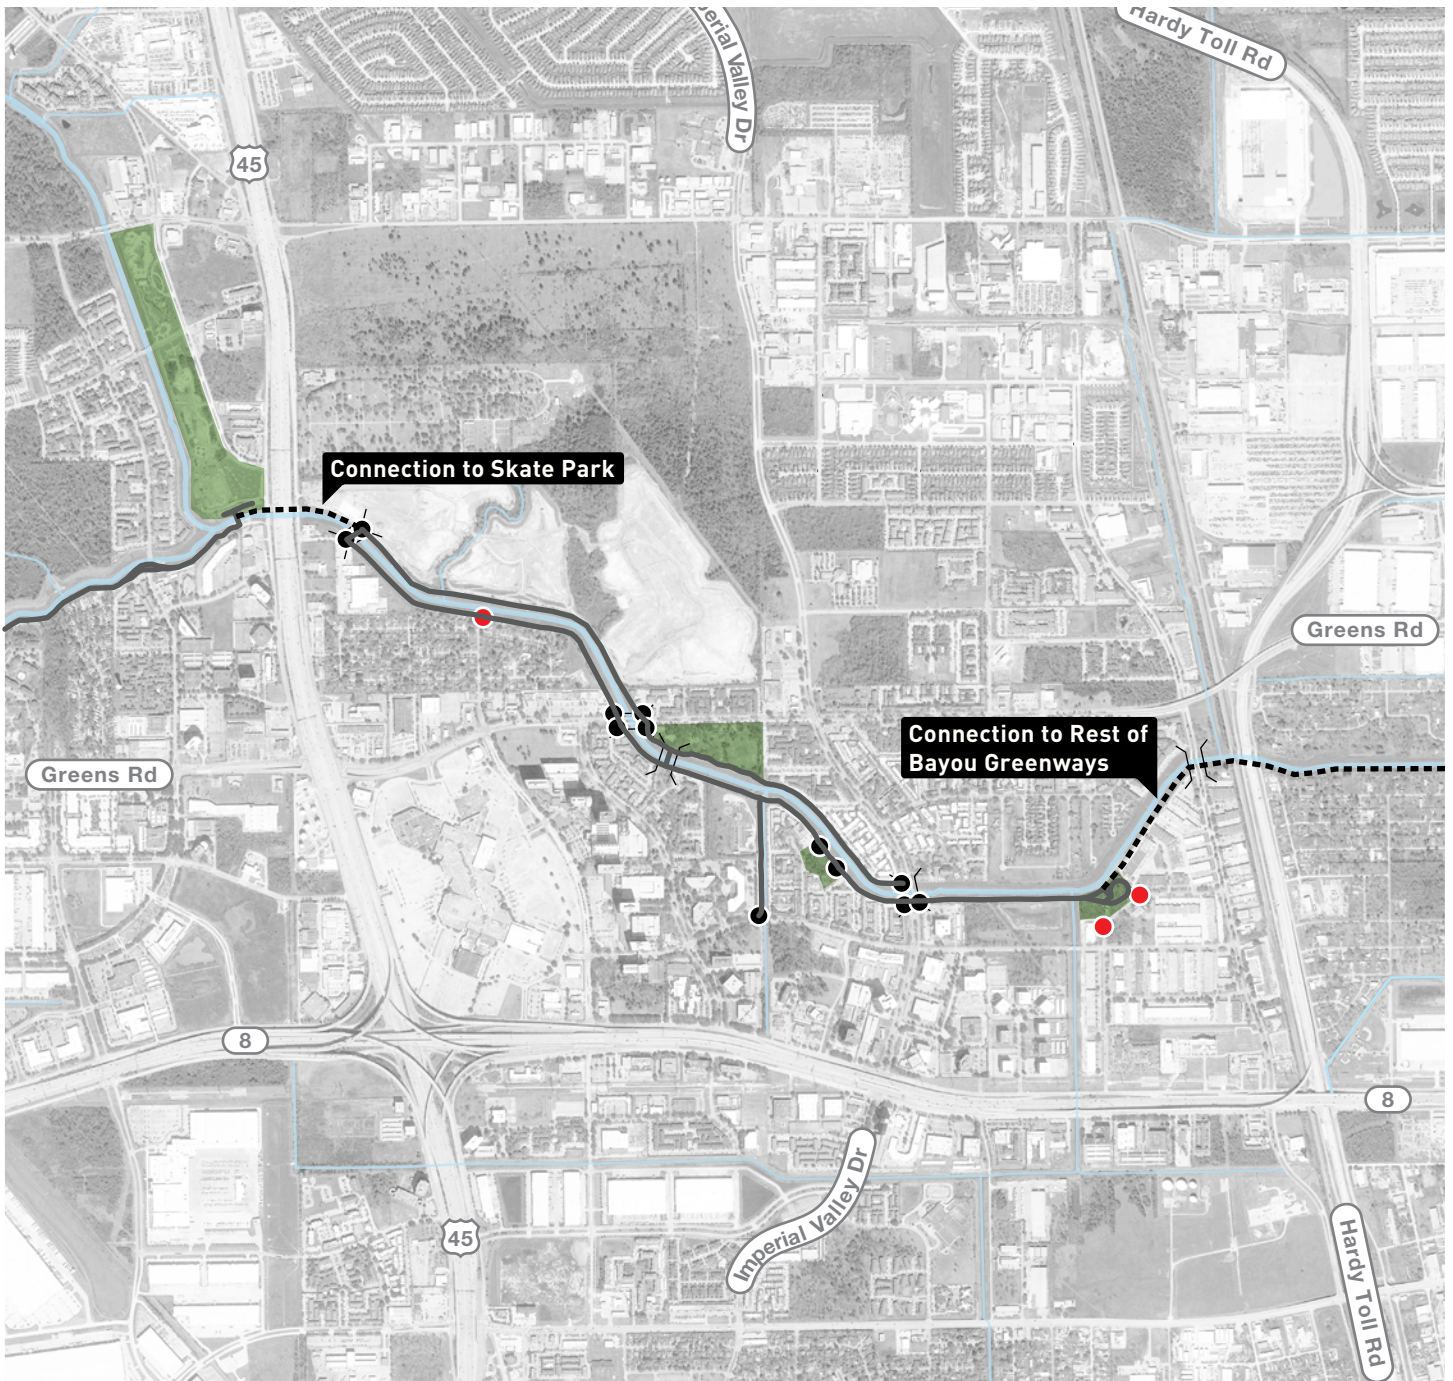 Hardy Toll Rd
Imperial Valley Dr
45
Connection to Skate Park
Greens Rd
Connection to Rest of
Bayou Greenways
Greens Rd
8
8
Imperial Valley Dr
45
Hardy Toll Rd